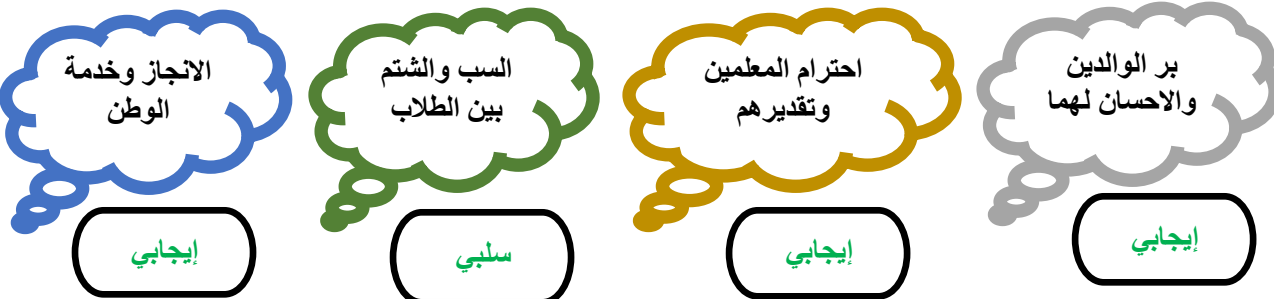 بر الوالدين
والاحسان لهما
احترام المعلمين
وتقديرهم
السب والشتم
بين الطلاب
الانجاز وخدمة
الوطن
إيجابي
إيجابي
سلبي
إيجابي